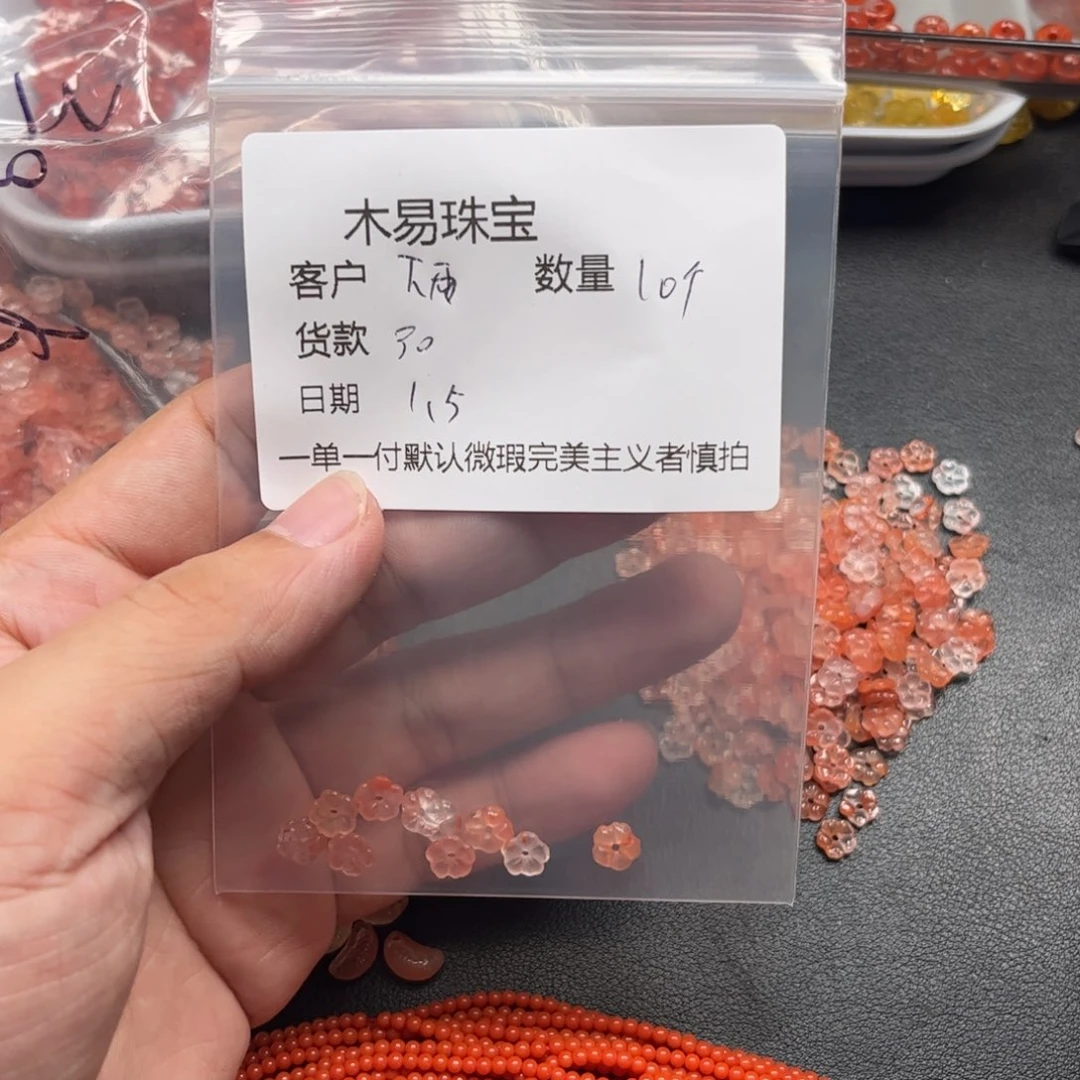 木易珠宝
客户 数量 10个
货款 30
日期 1.5
一单一付默认微瑕完美主义者慎拍